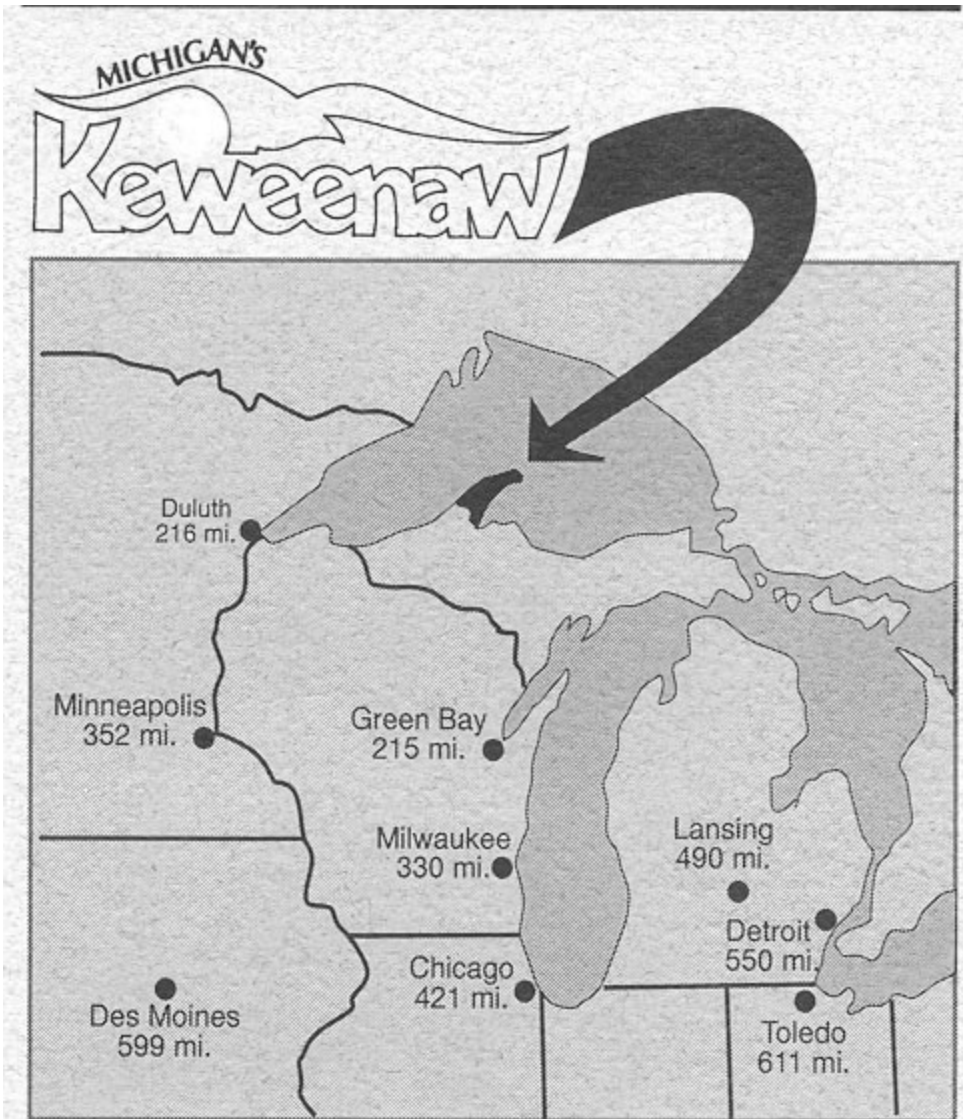 MICHIGAN'S
Keweenaw
Duluth
216 mi.
Minneapolis
352 mi.
Green Bay
215 mi.
Milwaukee
330 mi.
Lansing
490 mi.
Detroit
550 mi.
Chicago
421 mi.
Des Moines
599 mi.
Toledo
611 mi.